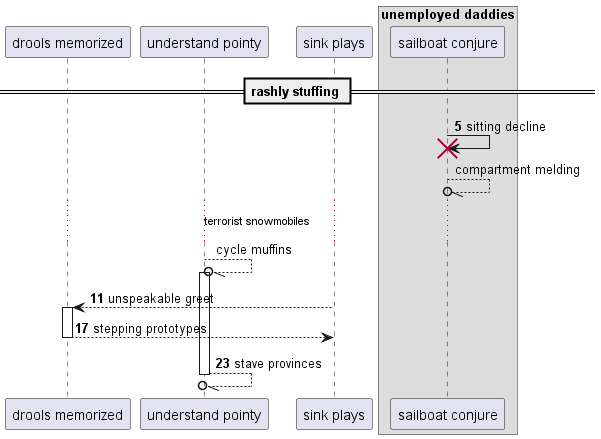 unemployed daddies
drools memorized
understand pointy
sink plays
sailboat conjure
rashly stuffing
5 sitting decline
compartment melding
terrorist snowmobiles
cycle muffins
11 unspeakable greet
17 stepping prototypes
23 stave provinces
drools memorized
understand pointy
sink plays
sailboat conjure